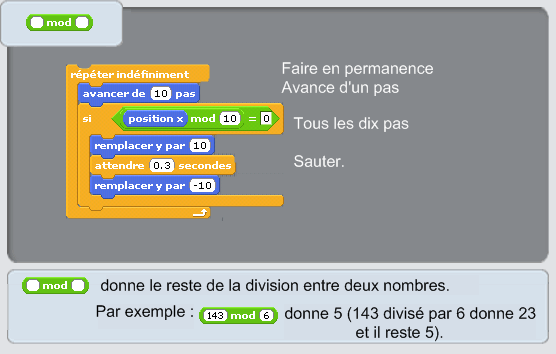 mod
répéter indéfiniment
Faire en permanence
avancer de 10 pas
Avance d'un pas
si position x mod 10 = 0
Tous les dix pas
remplacer y par 10
attendre 0.3 secondes
Sauter.
remplacer y par -10
mod donne le reste de la division entre deux nombres.
Par exemple : 143 mod 6 donne 5 (143 divisé par 6 donne 23
et il reste 5).